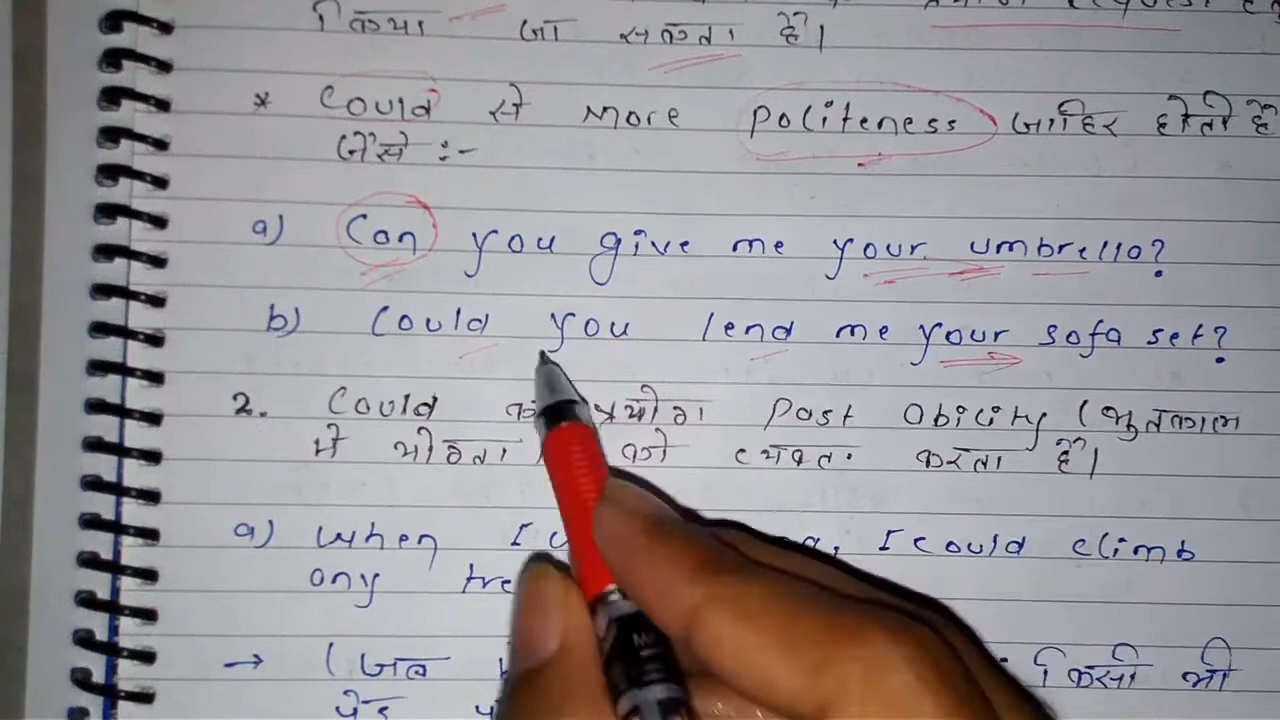 किया जा सकता है।
* Could से more politeness जाहिर होती है
जैसे :-
a) Can you give me your umbrella?
b) Could you lend me your sofa set?
2. Could का प्रयोग Past Obility (भूतकाल
में योग्यता) को व्यक्त करता है।
a) When I I could climb
any
→ (जब किसी भी
पेड़